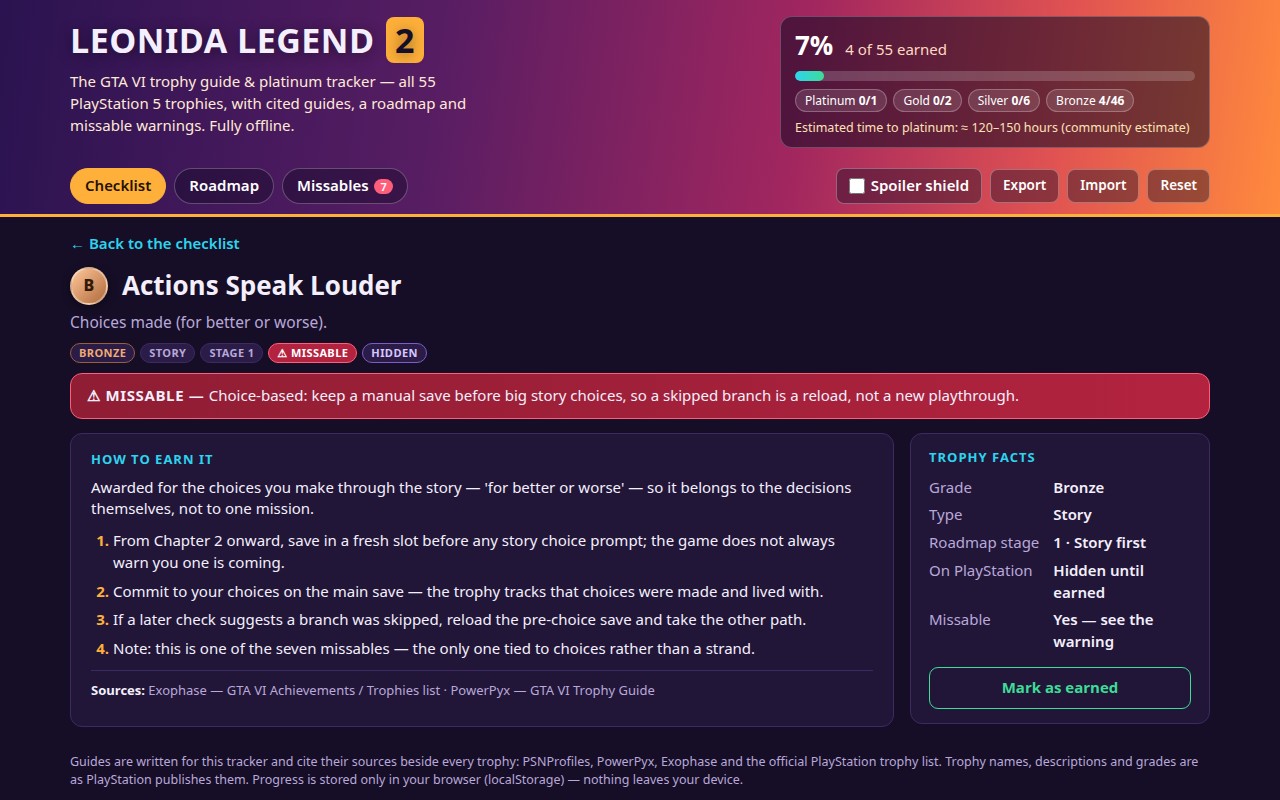 LEONIDA LEGEND 2
The GTA VI trophy guide & platinum tracker — all 55
PlayStation 5 trophies, with cited guides, a roadmap and
missable warnings. Fully offline.
7% 4 of 55 earned
Platinum 0/1 Gold 0/2 Silver 0/6 Bronze 4/46
Estimated time to platinum: ≈ 120–150 hours (community estimate)
Checklist Roadmap Missables 7
Spoiler shield Export Import Reset
← Back to the checklist
B Actions Speak Louder
Choices made (for better or worse).
BRONZE STORY STAGE 1 ⚠ MISSABLE HIDDEN
⚠ MISSABLE — Choice-based: keep a manual save before big story choices, so a skipped branch is a reload, not a new playthrough.
HOW TO EARN IT
Awarded for the choices you make through the story — 'for better or worse' — so it belongs to the decisions
themselves, not to one mission.
1. From Chapter 2 onward, save in a fresh slot before any story choice prompt; the game does not always
warn you one is coming.
2. Commit to your choices on the main save — the trophy tracks that choices were made and lived with.
3. If a later check suggests a branch was skipped, reload the pre-choice save and take the other path.
4. Note: this is one of the seven missables — the only one tied to choices rather than a strand.
Sources: Exophase — GTA VI Achievements / Trophies list · PowerPyx — GTA VI Trophy Guide
TROPHY FACTS
Grade Bronze
Type Story
Roadmap stage 1 · Story first
On PlayStation Hidden until
earned
Missable Yes — see the
warning
Mark as earned
Guides are written for this tracker and cite their sources beside every trophy: PSNProfiles, PowerPyx, Exophase and the official PlayStation trophy list. Trophy names, descriptions and grades are
as PlayStation publishes them. Progress is stored only in your browser (localStorage) — nothing leaves your device.